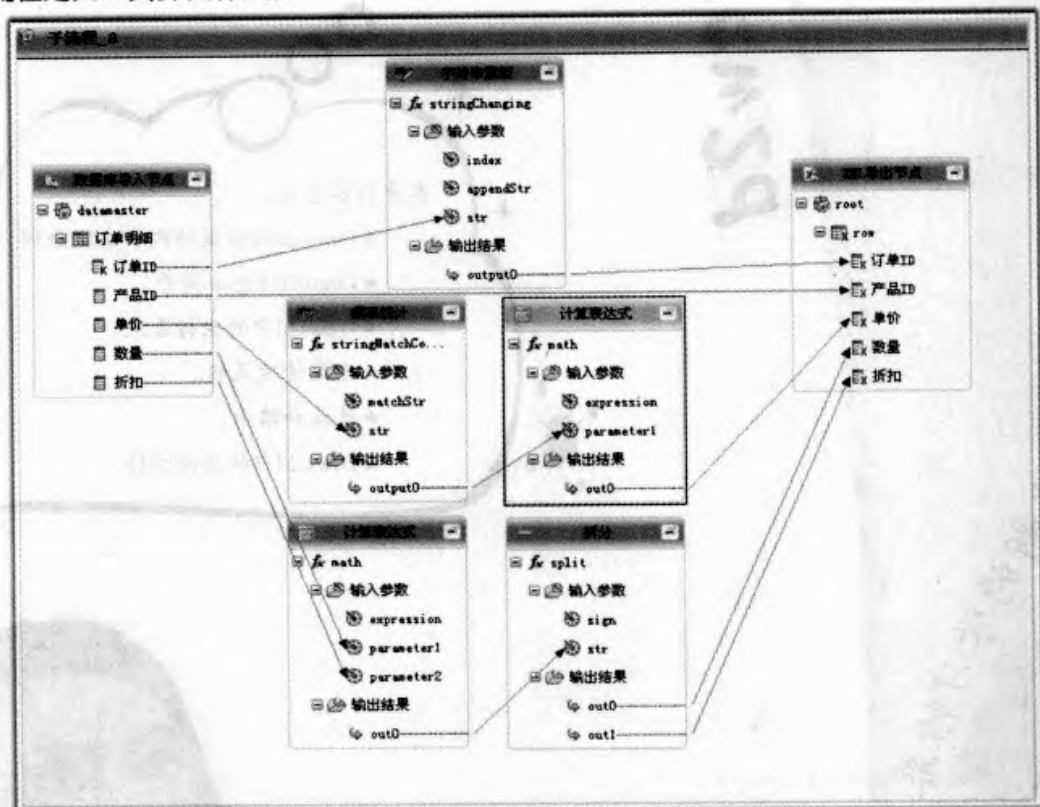 子流程_8
stringChanging
输入参数
index
appendStr
str
输出结果
output0
数据库导入节点
datamaster
订单明细
订单ID
产品ID
单价
数量
折扣
stringMatchCo...
输入参数
matchStr
str
输出结果
output0
计算表达式
math
输入参数
expression
parameter1
输出结果
out0
导出节点
root
row
订单ID
产品ID
单价
数量
折扣
计算表达式
math
输入参数
expression
parameter1
parameter2
输出结果
out0
拆分
split
输入参数
sign
str
输出结果
out0
out1